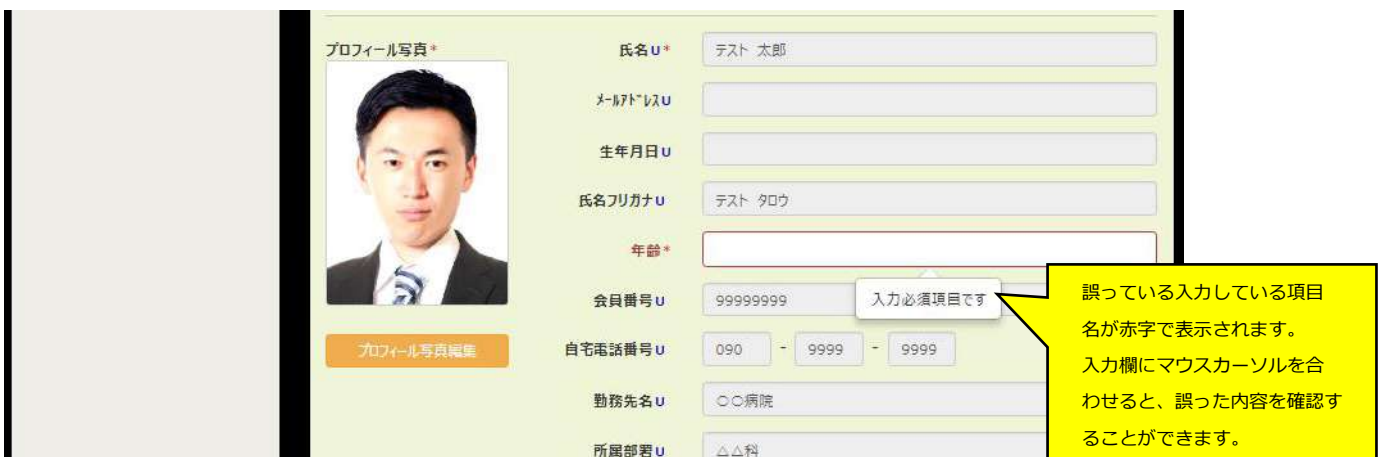 プロフィール写真*
氏名U*
テスト 太郎
ﾒｰﾙｱﾄﾞﾚｽU
生年月日U
氏名フリガナU
テスト タロウ
年齢*
入力必須項目です
会員番号U
99999999
プロフィール写真編集
自宅電話番号U
090 - 9999 - 9999
勤務先名U
○○病院
所属部署U
△△科
誤っている入力している項目
名が赤字で表示されます。
入力欄にマウスカーソルを合
わせると、誤った内容を確認す
ることができます。